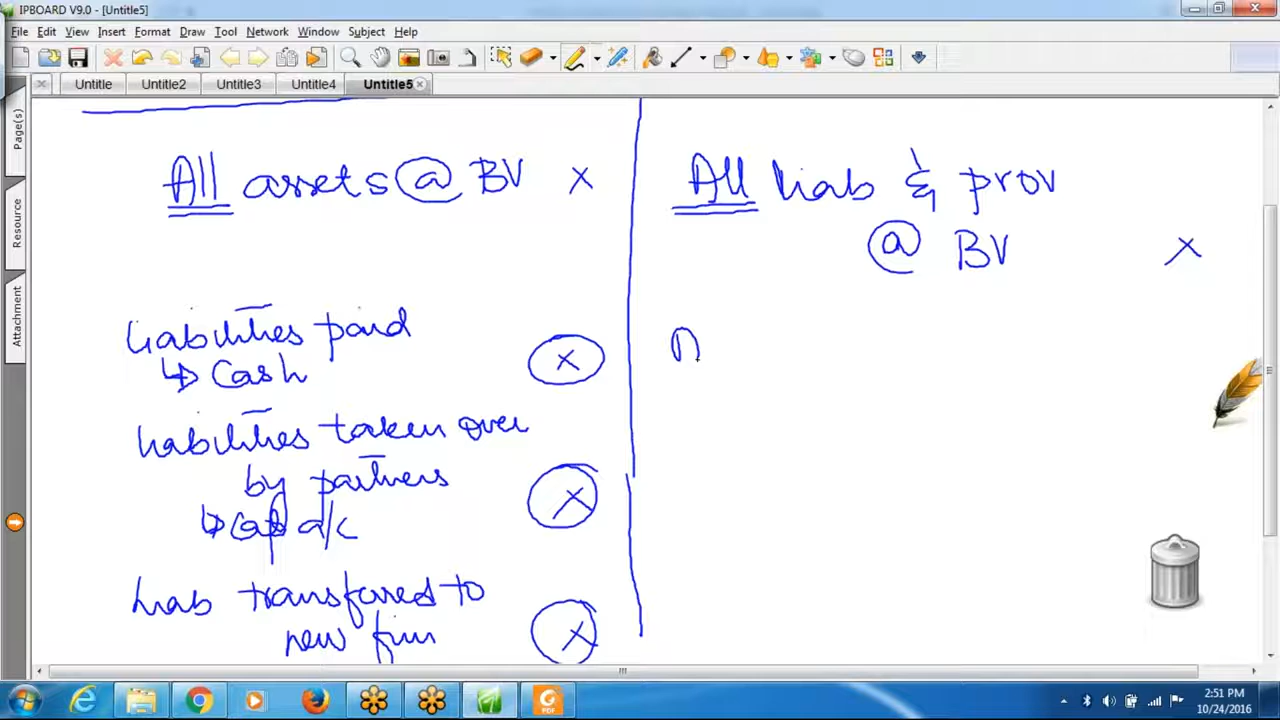 IPBOARD V9.0 - [Untitle5]
File Edit View Insert Format Draw Tool Network Window Subject Help
Untitle Untitle2 Untitle3 Untitle4 Untitle5
Page(s)
Resource
Attachment
All assets @ BV X
liabilities paid
↳ Cash X
liabilities taken over
by partners X
↳ Cap a/c
liab transferred to
new firm X
All liab & prov
@ BV X
PDF
2:51 PM
10/24/2016